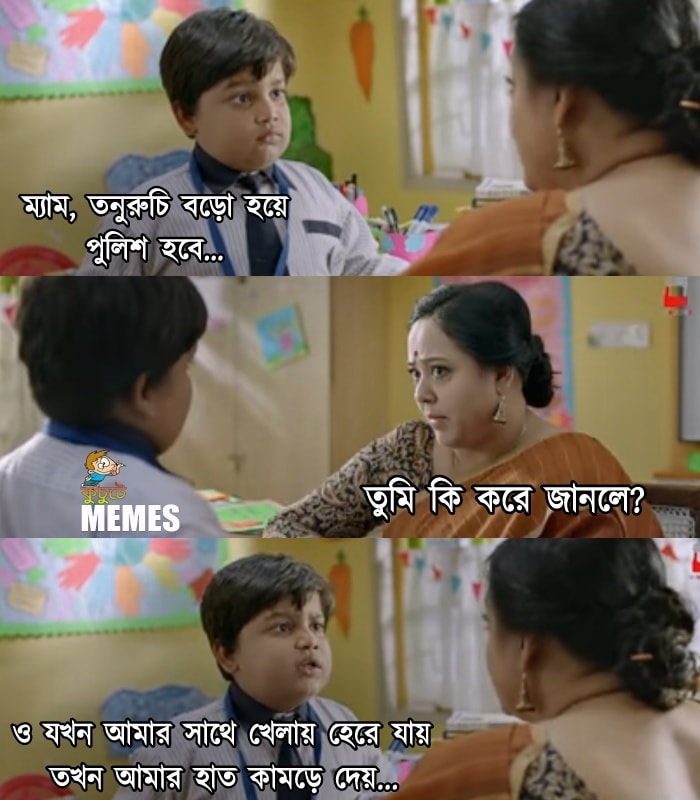 ম্যাম, তনুরুচি বড়ো হয়ে
পুলিশ হবে...
কুচুটে
MEMES
তুমি কি করে জানলে?
ও যখন আমার সাথে খেলায় হেরে যায়
তখন আমার হাত কামড়ে দেয়...